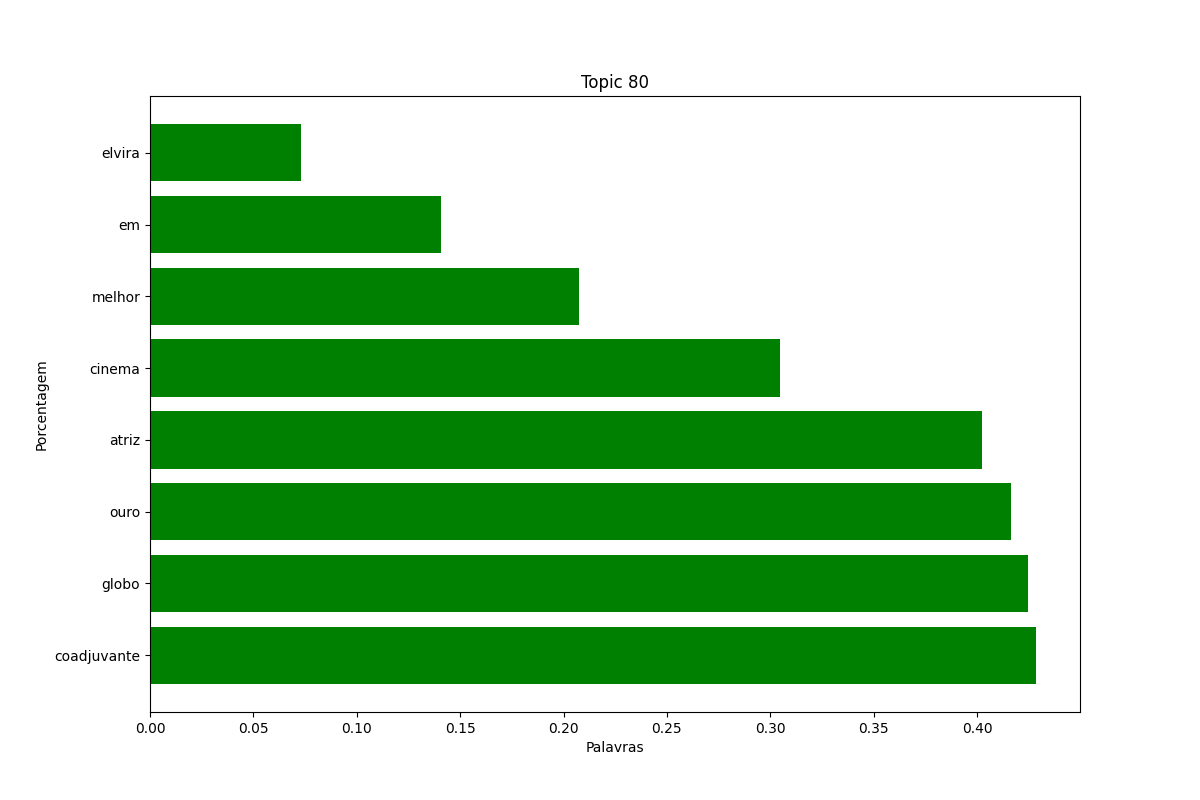 Topic 80
Porcentagem
elvira
em
melhor
cinema
atriz
ouro
globo
coadjuvante
0.00 0.05 0.10 0.15 0.20 0.25 0.30 0.35 0.40
Palavras